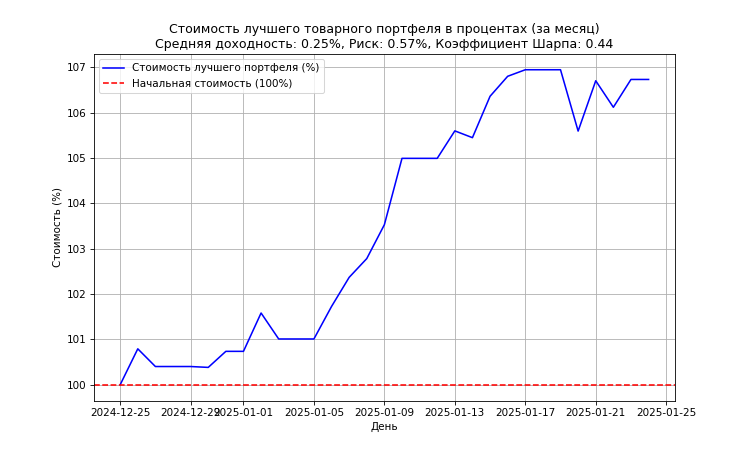 Стоимость лучшего товарного портфеля в процентах (за месяц)
Средняя доходность: 0.25%, Риск: 0.57%, Коэффициент Шарпа: 0.44
Стоимость лучшего портфеля (%)
Начальная стоимость (100%)
Стоимость (%)
107
106
105
104
103
102
101
100
2024-12-25 2024-12-29 2025-01-01 2025-01-05 2025-01-09 2025-01-13 2025-01-17 2025-01-21 2025-01-25
День